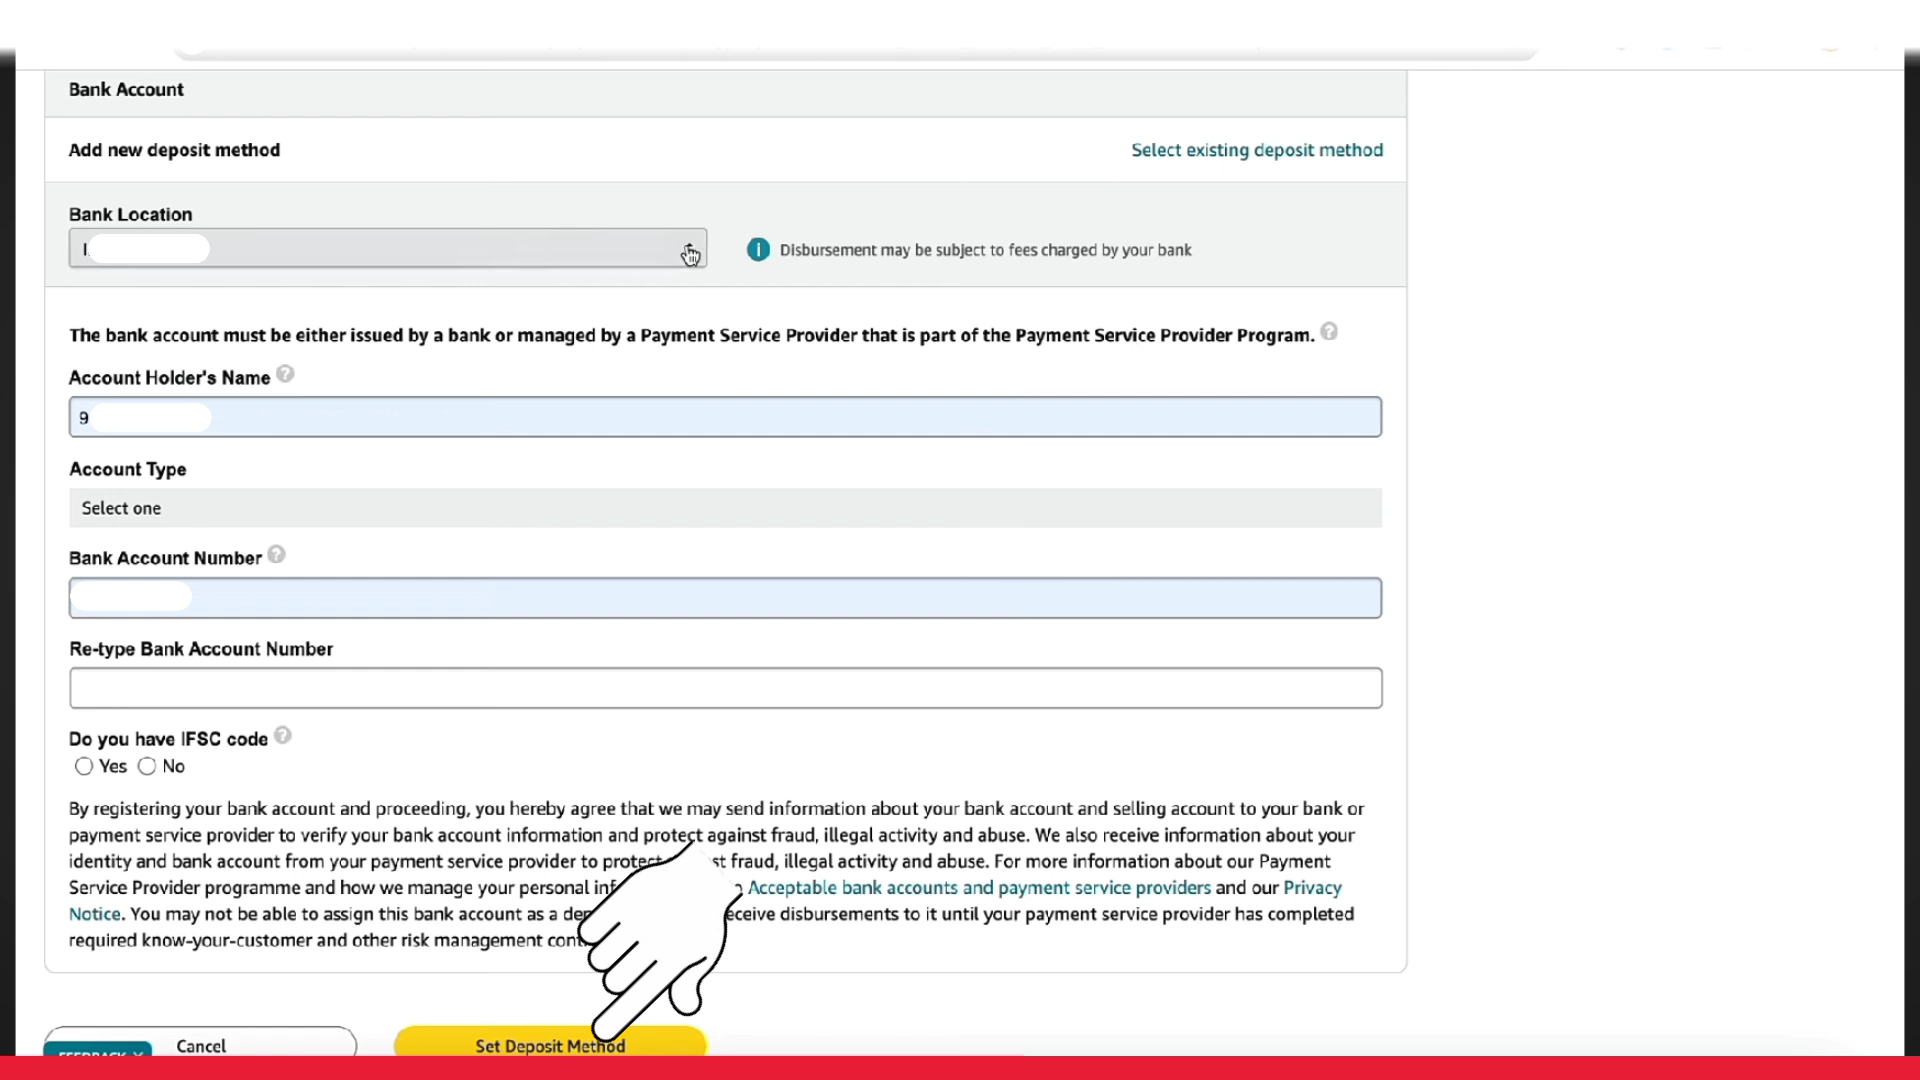 Bank Account
Add new deposit method
Select existing deposit method
Bank Location
Disbursement may be subject to fees charged by your bank
The bank account must be either issued by a bank or managed by a Payment Service Provider that is part of the Payment Service Provider Program.
Account Holder's Name
9
Account Type
Select one
Bank Account Number
Re-type Bank Account Number
Do you have IFSC code
Yes No
By registering your bank account and proceeding, you hereby agree that we may send information about your bank account and selling account to your bank or
payment service provider to verify your bank account information and protect against fraud, illegal activity and abuse. We also receive information about your
identity and bank account from your payment service provider to protect st fraud, illegal activity and abuse. For more information about our Payment
Service Provider programme and how we manage your personal Acceptable bank accounts and payment service providers and our Privacy
Notice. You may not be able to assign this bank account as a receive disbursements to it until your payment service provider has completed
required know-your-customer and other risk management
FEEDBACK
Cancel
Set Deposit Method